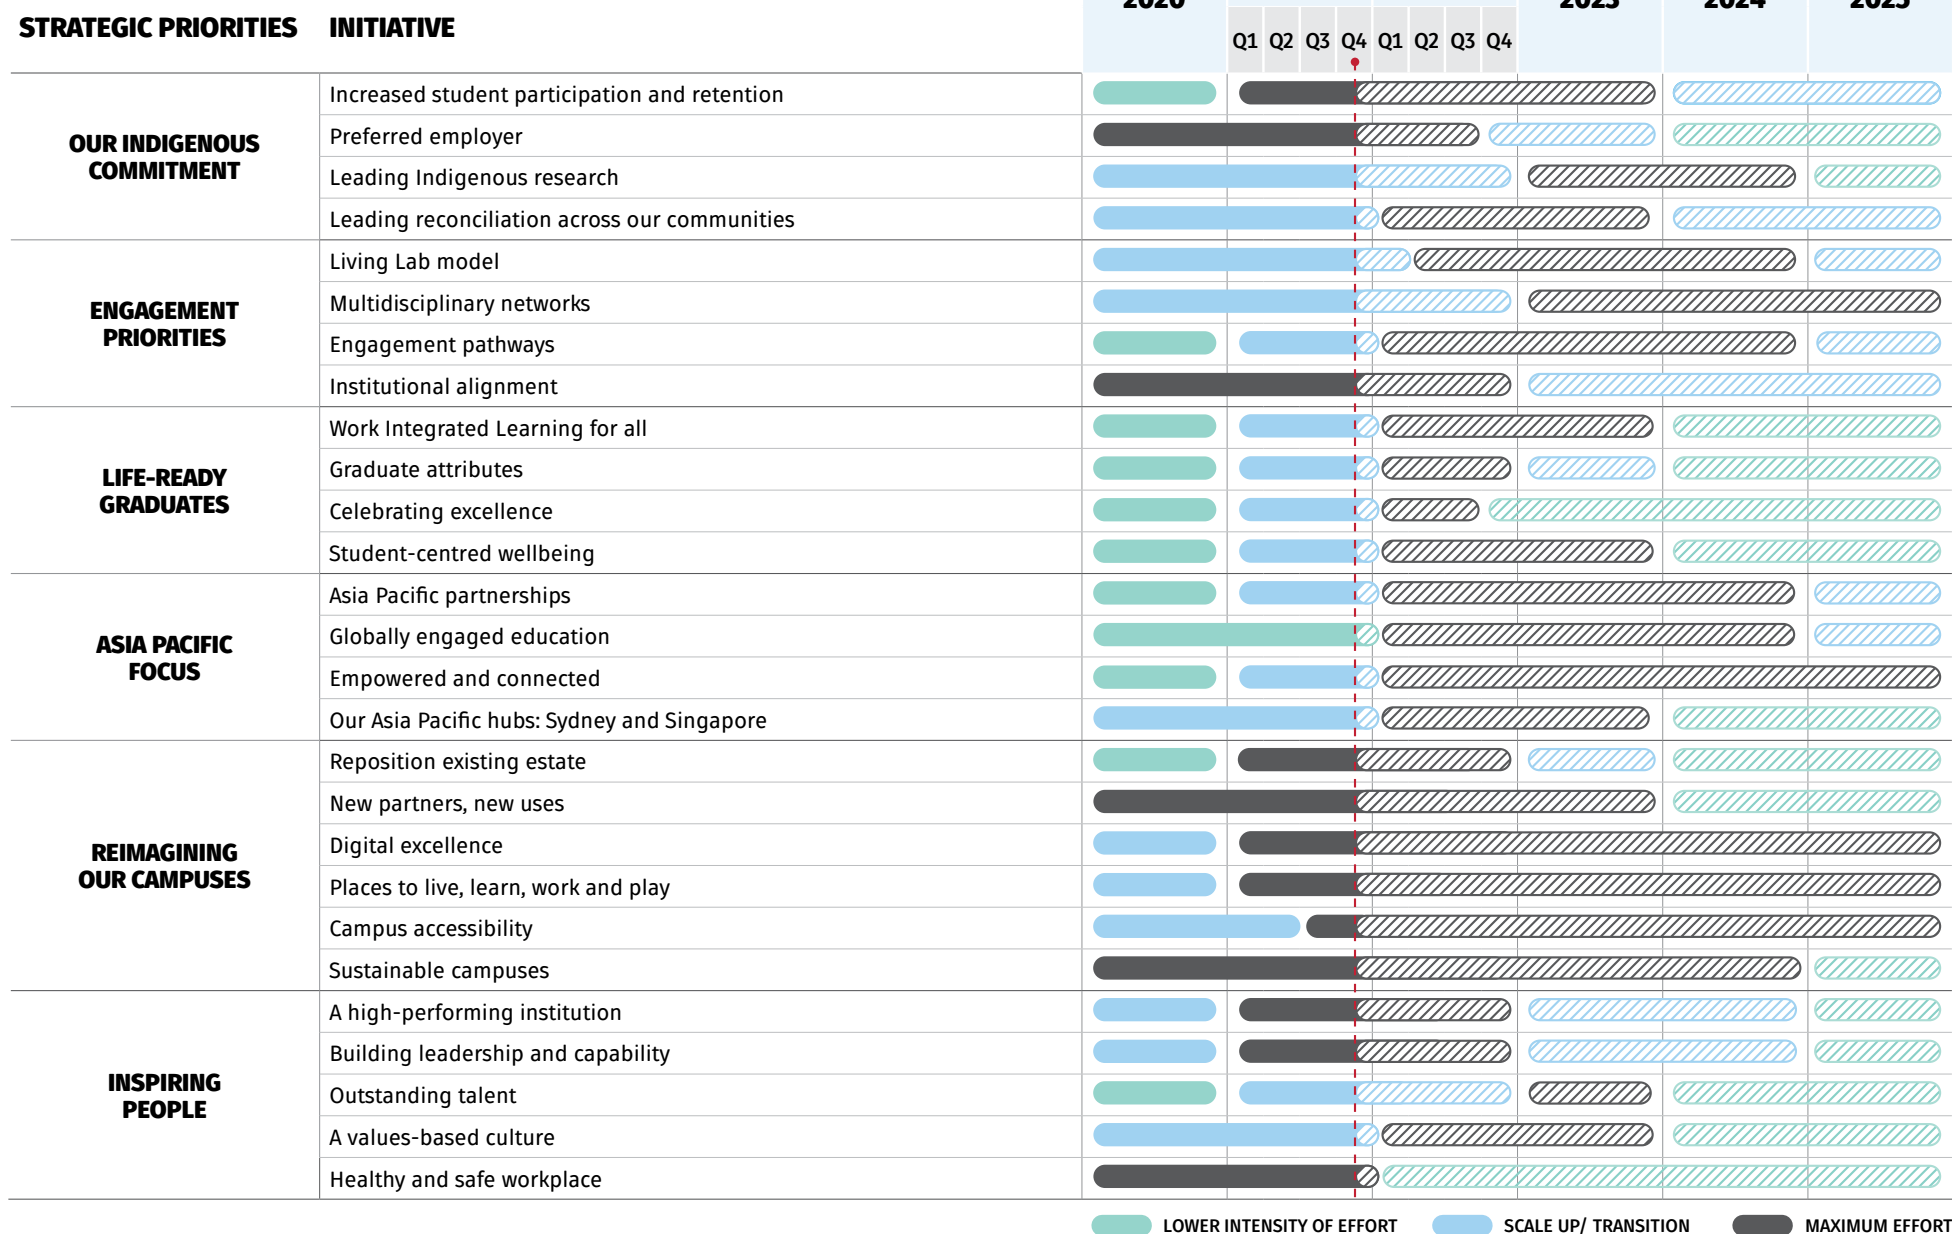 2020 2023 2024 2025
STRATEGIC PRIORITIES INITIATIVE
Q1 Q2 Q3 Q4 Q1 Q2 Q3 Q4
OUR INDIGENOUS
COMMITMENT
Increased student participation and retention
Preferred employer
Leading Indigenous research
Leading reconciliation across our communities
ENGAGEMENT
PRIORITIES
Living Lab model
Multidisciplinary networks
Engagement pathways
Institutional alignment
LIFE-READY
GRADUATES
Work Integrated Learning for all
Graduate attributes
Celebrating excellence
Student-centred wellbeing
ASIA PACIFIC
FOCUS
Asia Pacific partnerships
Globally engaged education
Empowered and connected
Our Asia Pacific hubs: Sydney and Singapore
REIMAGINING
OUR CAMPUSES
Reposition existing estate
New partners, new uses
Digital excellence
Places to live, learn, work and play
Campus accessibility
Sustainable campuses
INSPIRING
PEOPLE
A high-performing institution
Building leadership and capability
Outstanding talent
A values-based culture
Healthy and safe workplace
LOWER INTENSITY OF EFFORT SCALE UP/ TRANSITION MAXIMUM EFFORT